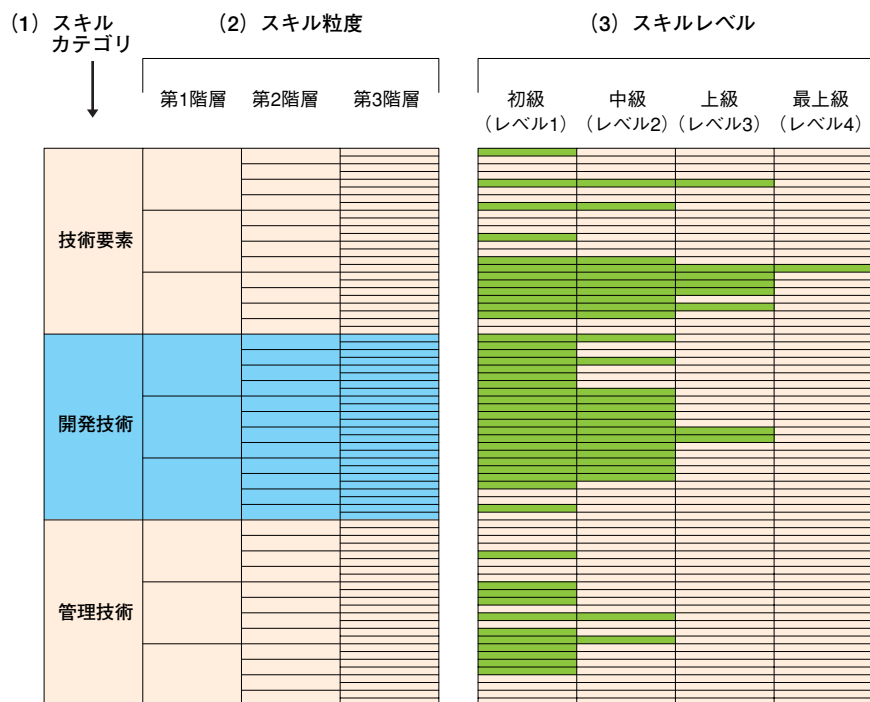 (1) スキル
カテゴリ
(2) スキル粒度
(3) スキルレベル
第1階層
第2階層
第3階層
初級
(レベル1)
中級
(レベル2)
上級
(レベル3)
最上級
(レベル4)
技術要素
開発技術
管理技術